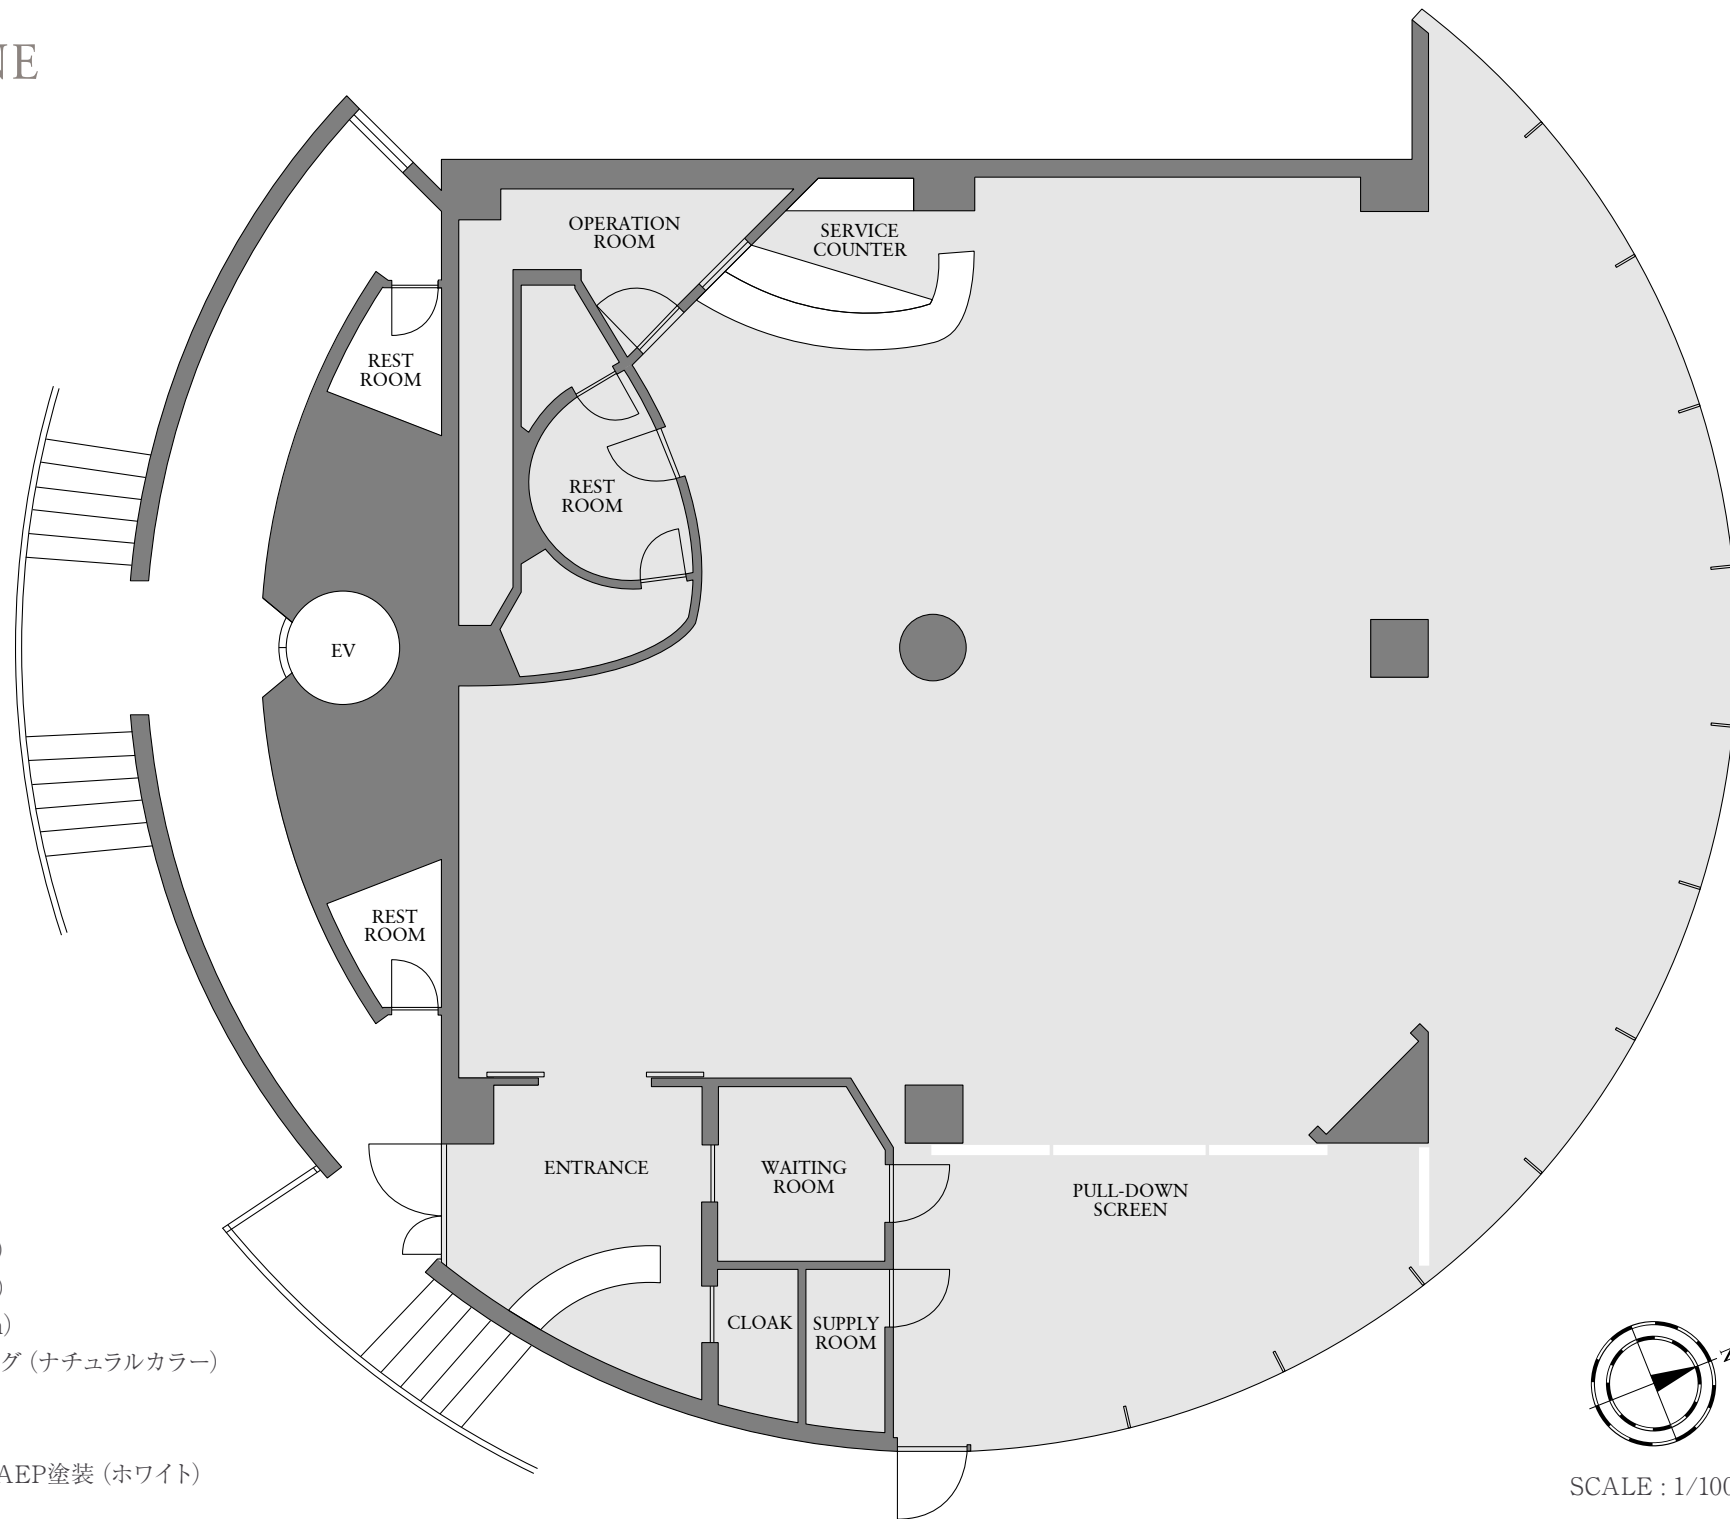 NE
OPERATION
ROOM
SERVICE
COUNTER
REST
ROOM
REST
ROOM
EV
REST
ROOM
ENTRANCE
WAITING
ROOM
PULL-DOWN
SCREEN
CLOAK
SUPPLY
ROOM
)
)
)
グ（ナチュラルカラー）
AEP塗装（ホワイト）
N
SCALE : 1/100